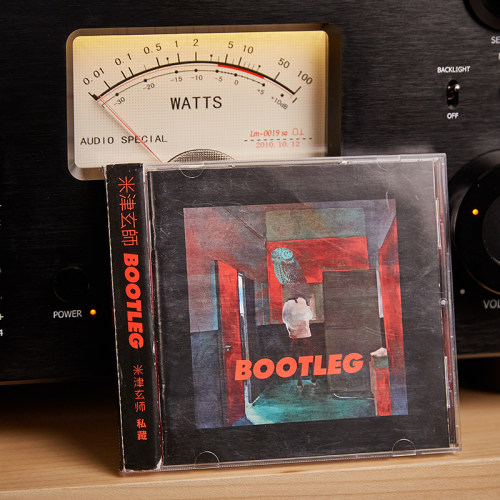 0.01 0.1 0.5 1 2 5 10 50 100
-30 -20 -15 -10 -5 0 +5 +10dB
WATTS
AUDIO SPECIAL
Lm-0019
2010.10.12
BACKLIGHT
OFF
POWER
VOLU
米津玄師 BOOTLEG
米津玄师 私藏
BOOTLEG